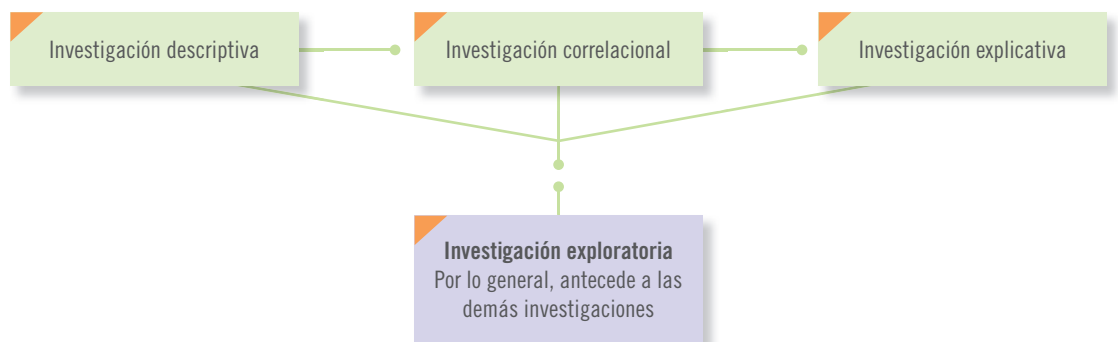 Investigación descriptiva
Investigación correlacional
Investigación explicativa
Investigación exploratoria
Por lo general, antecede a las
demás investigaciones